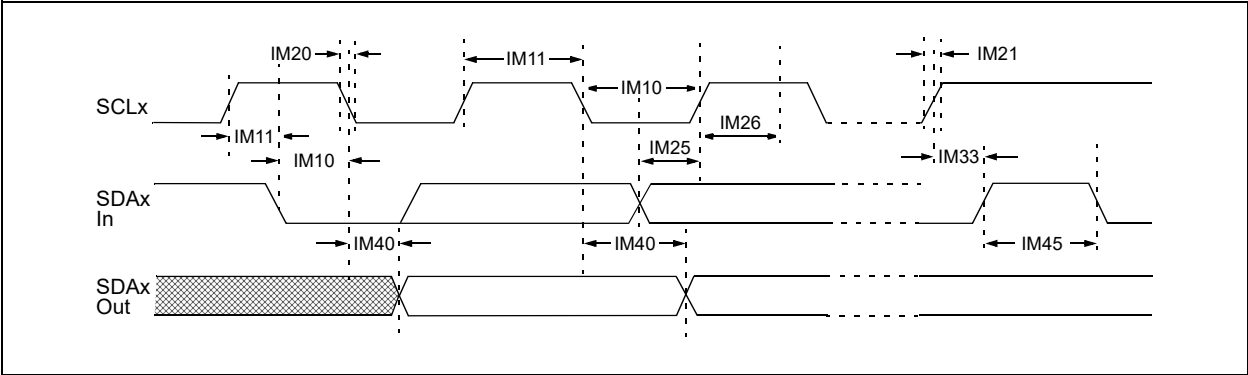 IM20
IM11
IM21
IM10
SCLx
IM26
IM11
IM25
IM10
IM33
SDAx
In
IM40
IM40
IM45
SDAx
Out